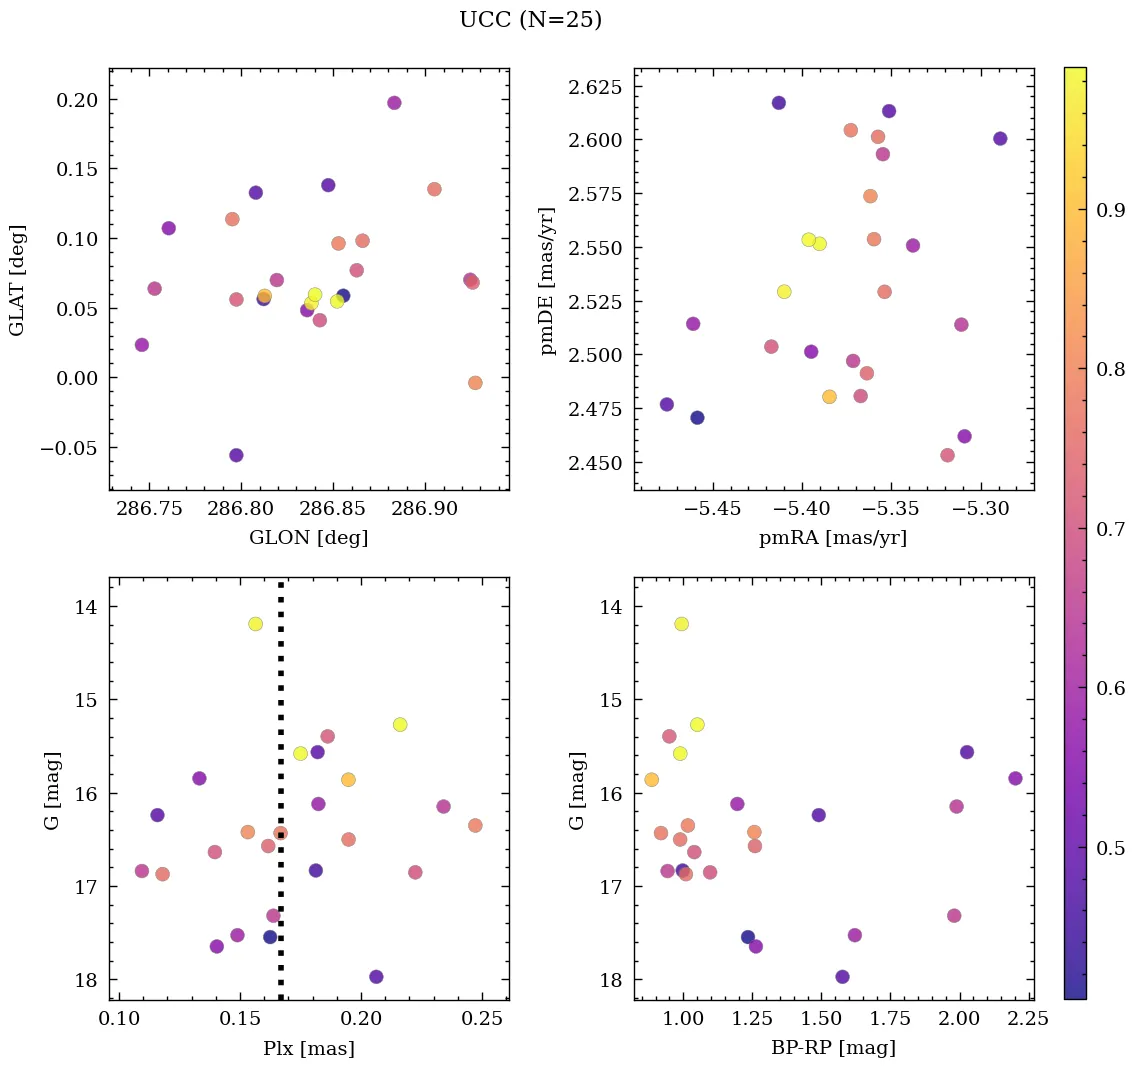 UCC (N=25)
0.20
0.15
0.10
0.05
0.00
−0.05
GLAT [deg]
286.75 286.80 286.85 286.90
GLON [deg]
2.625
2.600
2.575
2.550
2.525
2.500
2.475
2.450
pmDE [mas/yr]
−5.45 −5.40 −5.35 −5.30
pmRA [mas/yr]
14
15
16
17
18
G [mag]
0.10 0.15 0.20 0.25
Plx [mas]
14
15
16
17
18
G [mag]
1.00 1.25 1.50 1.75 2.00 2.25
BP-RP [mag]
0.9
0.8
0.7
0.6
0.5